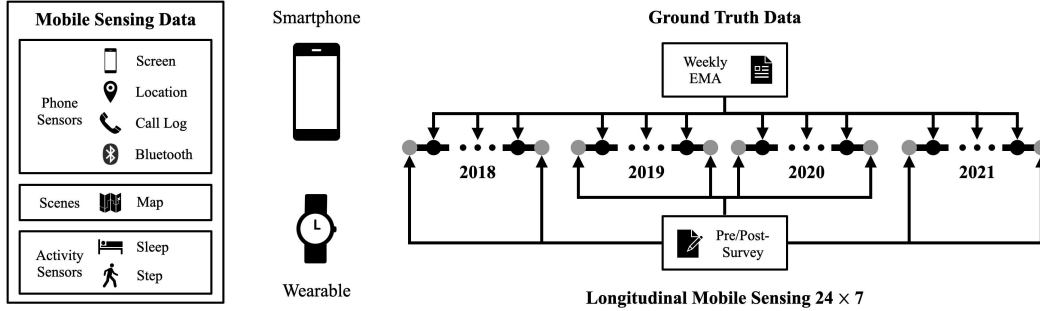 Mobile Sensing Data
Phone
Sensors
Screen
Location
Call Log
Bluetooth
Scenes
Map
Activity
Sensors
Sleep
Step
Smartphone
Wearable
Ground Truth Data
Weekly
EMA
2018
2019
2020
2021
Pre/Post-
Survey
Longitudinal Mobile Sensing 24 × 7